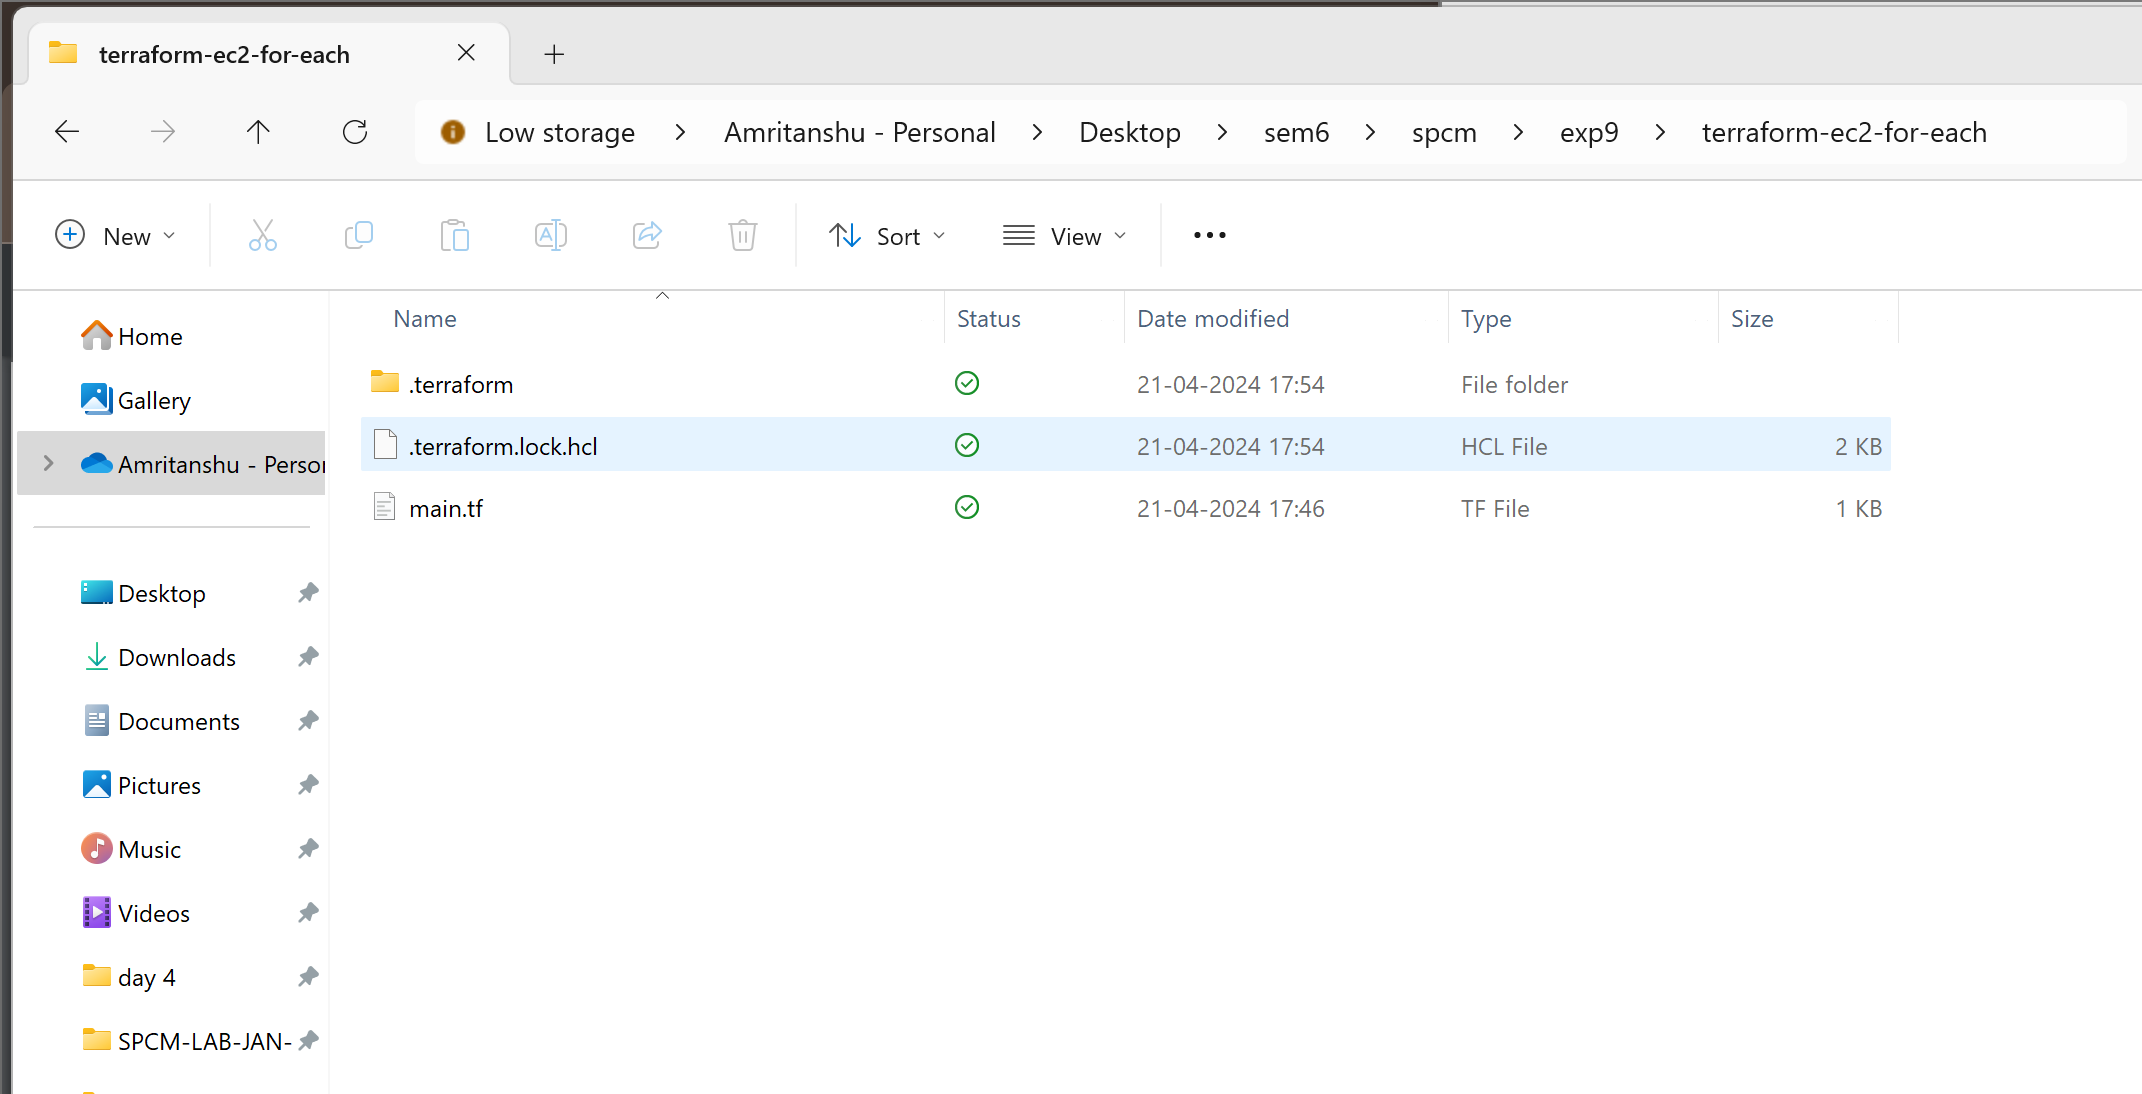 terraform-ec2-for-each
Low storage > Amritanshu - Personal > Desktop > sem6 > spcm > exp9 > terraform-ec2-for-each
New Sort View
Name Status Date modified Type Size
Home
Gallery
Amritanshu - Person
.terraform 21-04-2024 17:54 File folder
.terraform.lock.hcl 21-04-2024 17:54 HCL File 2 KB
main.tf 21-04-2024 17:46 TF File 1 KB
Desktop
Downloads
Documents
Pictures
Music
Videos
day 4
SPCM-LAB-JAN-